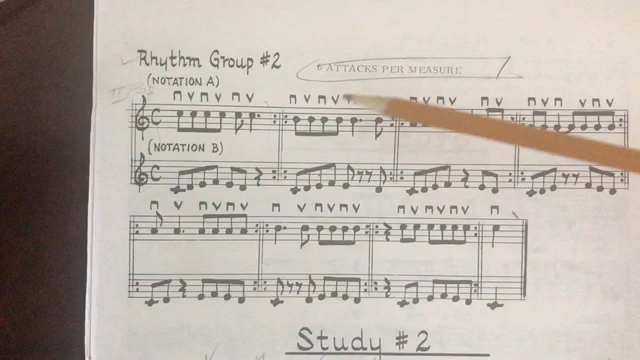 Rhythm Group #2
6 ATTACKS PER MEASURE
(NOTATION A)
(NOTATION B)
Study #2